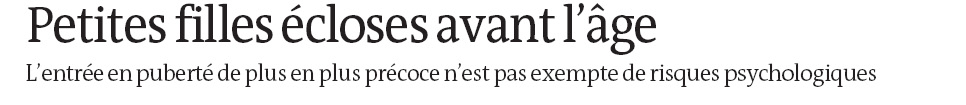 Petites filles écloses avant l’âge
L’entrée en puberté de plus en plus précoce n’est pas exempte de risques psychologiques